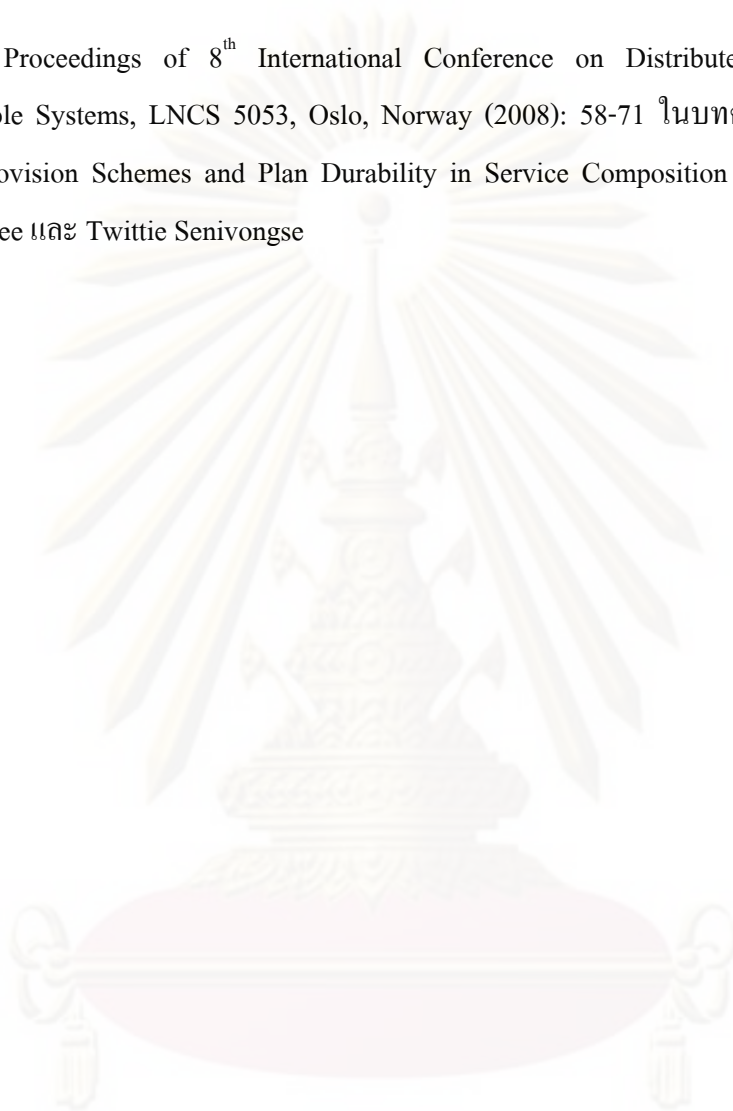 Proceedings of 8th International Conference on Distribute
ble Systems, LNCS 5053, Oslo, Norway (2008): 58-71 ในบท
ovision Schemes and Plan Durability in Service Composition
ee และ Twittie Senivongse